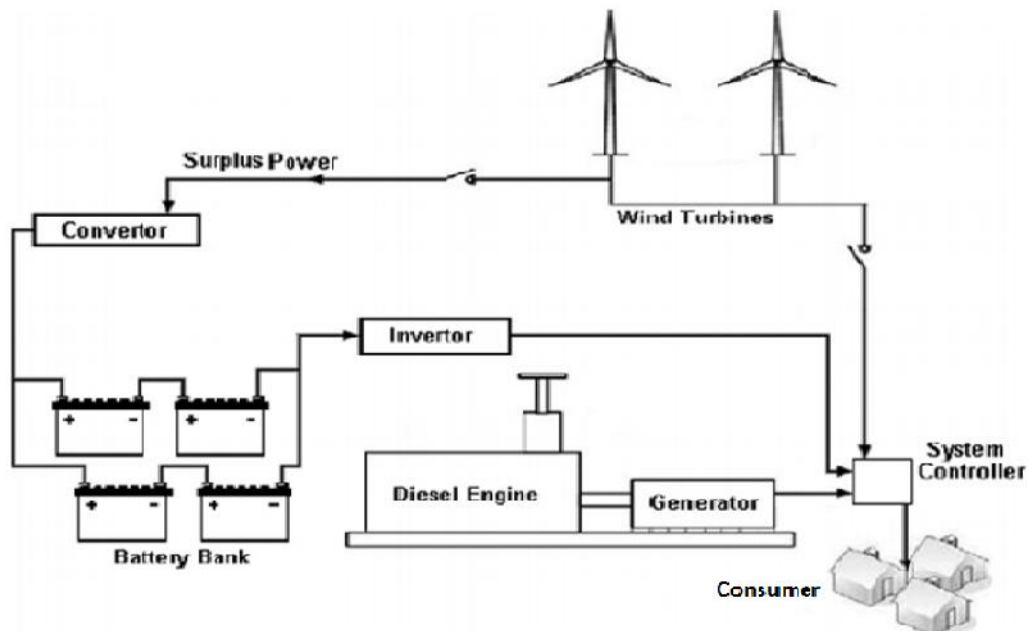 Surplus Power
Wind Turbines
Convertor
Invertor
+ - + -
+ - + -
Battery Bank
Diesel Engine
Generator
System
Controller
Consumer